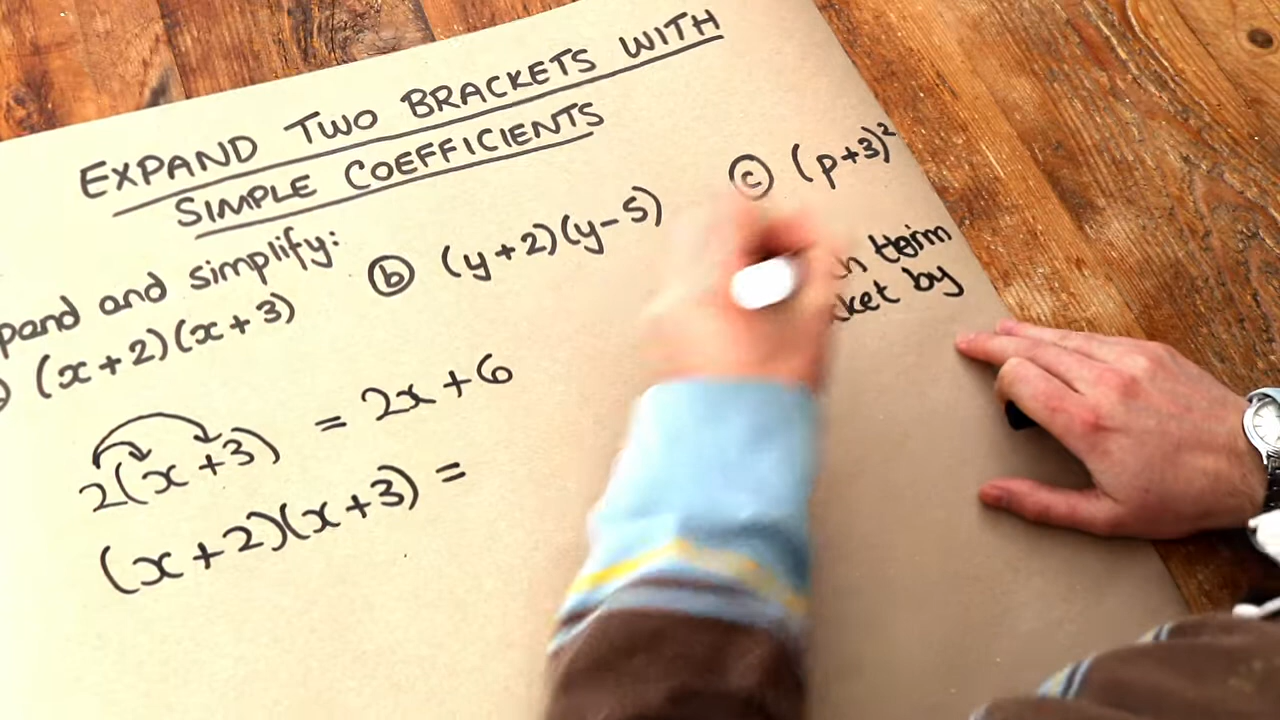 EXPAND TWO BRACKETS WITH
SIMPLE COEFFICIENTS
pand and simplify:
(x+2)(x+3)
(b) (y+2)(y-5)
(c) (p+3)²
term
by
2(x+3) = 2x+6
(x+2)(x+3) =